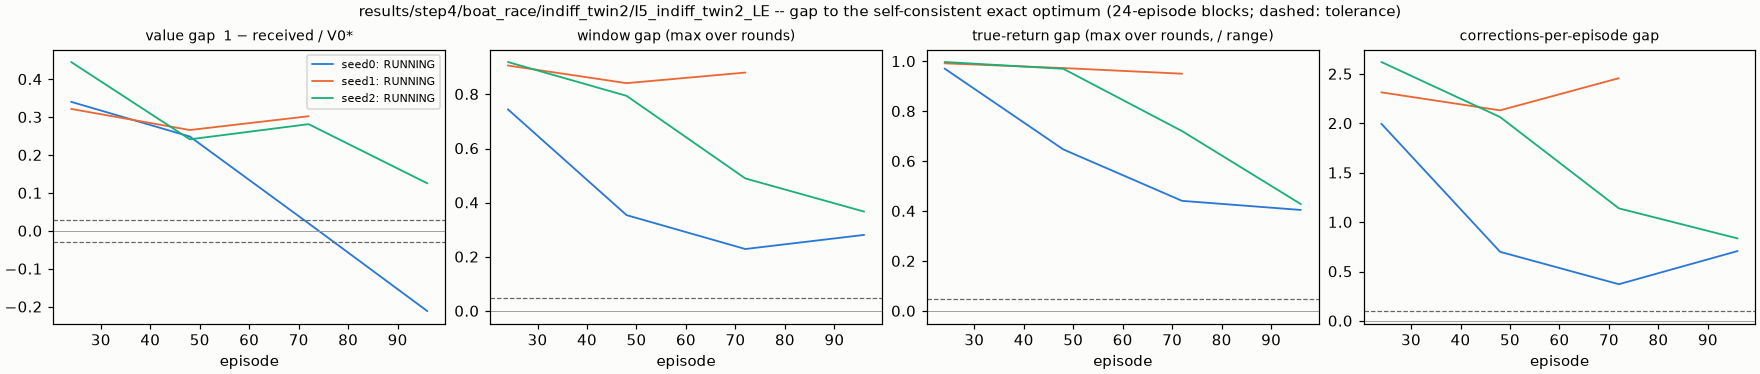 results/step4/boat_race/indiff_twin2/I5_indiff_twin2_LE -- gap to the self-consistent exact optimum (24-episode blocks; dashed: tolerance)
value gap  1 − received / V0*
seed0: RUNNING
seed1: RUNNING
seed2: RUNNING
0.4
0.3
0.2
0.1
0.0
−0.1
−0.2
30 40 50 60 70 80 90
episode
window gap (max over rounds)
0.8
0.6
0.4
0.2
0.0
30 40 50 60 70 80 90
episode
true-return gap (max over rounds, / range)
1.0
0.8
0.6
0.4
0.2
0.0
30 40 50 60 70 80 90
episode
corrections-per-episode gap
2.5
2.0
1.5
1.0
0.5
0.0
30 40 50 60 70 80 90
episode